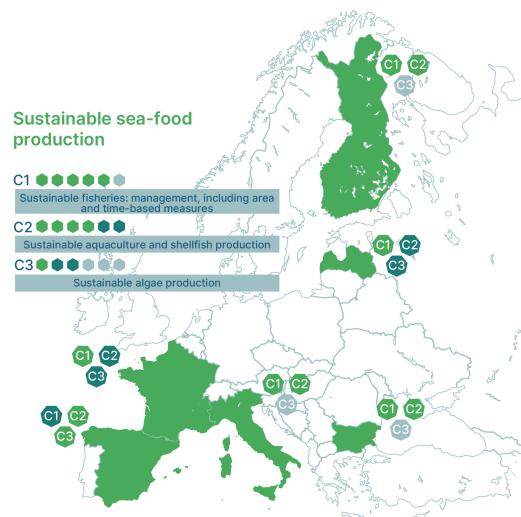 C1 C2
C3
Sustainable sea-food
production
C1
Sustainable fisheries: management, including area
and time-based measures
C2
Sustainable aquaculture and shellfish production
C3
Sustainable algae production
C1 C2
C3
C1 C2
C3
C1 C2
C3
C1 C2
C3
C1 C2
C3